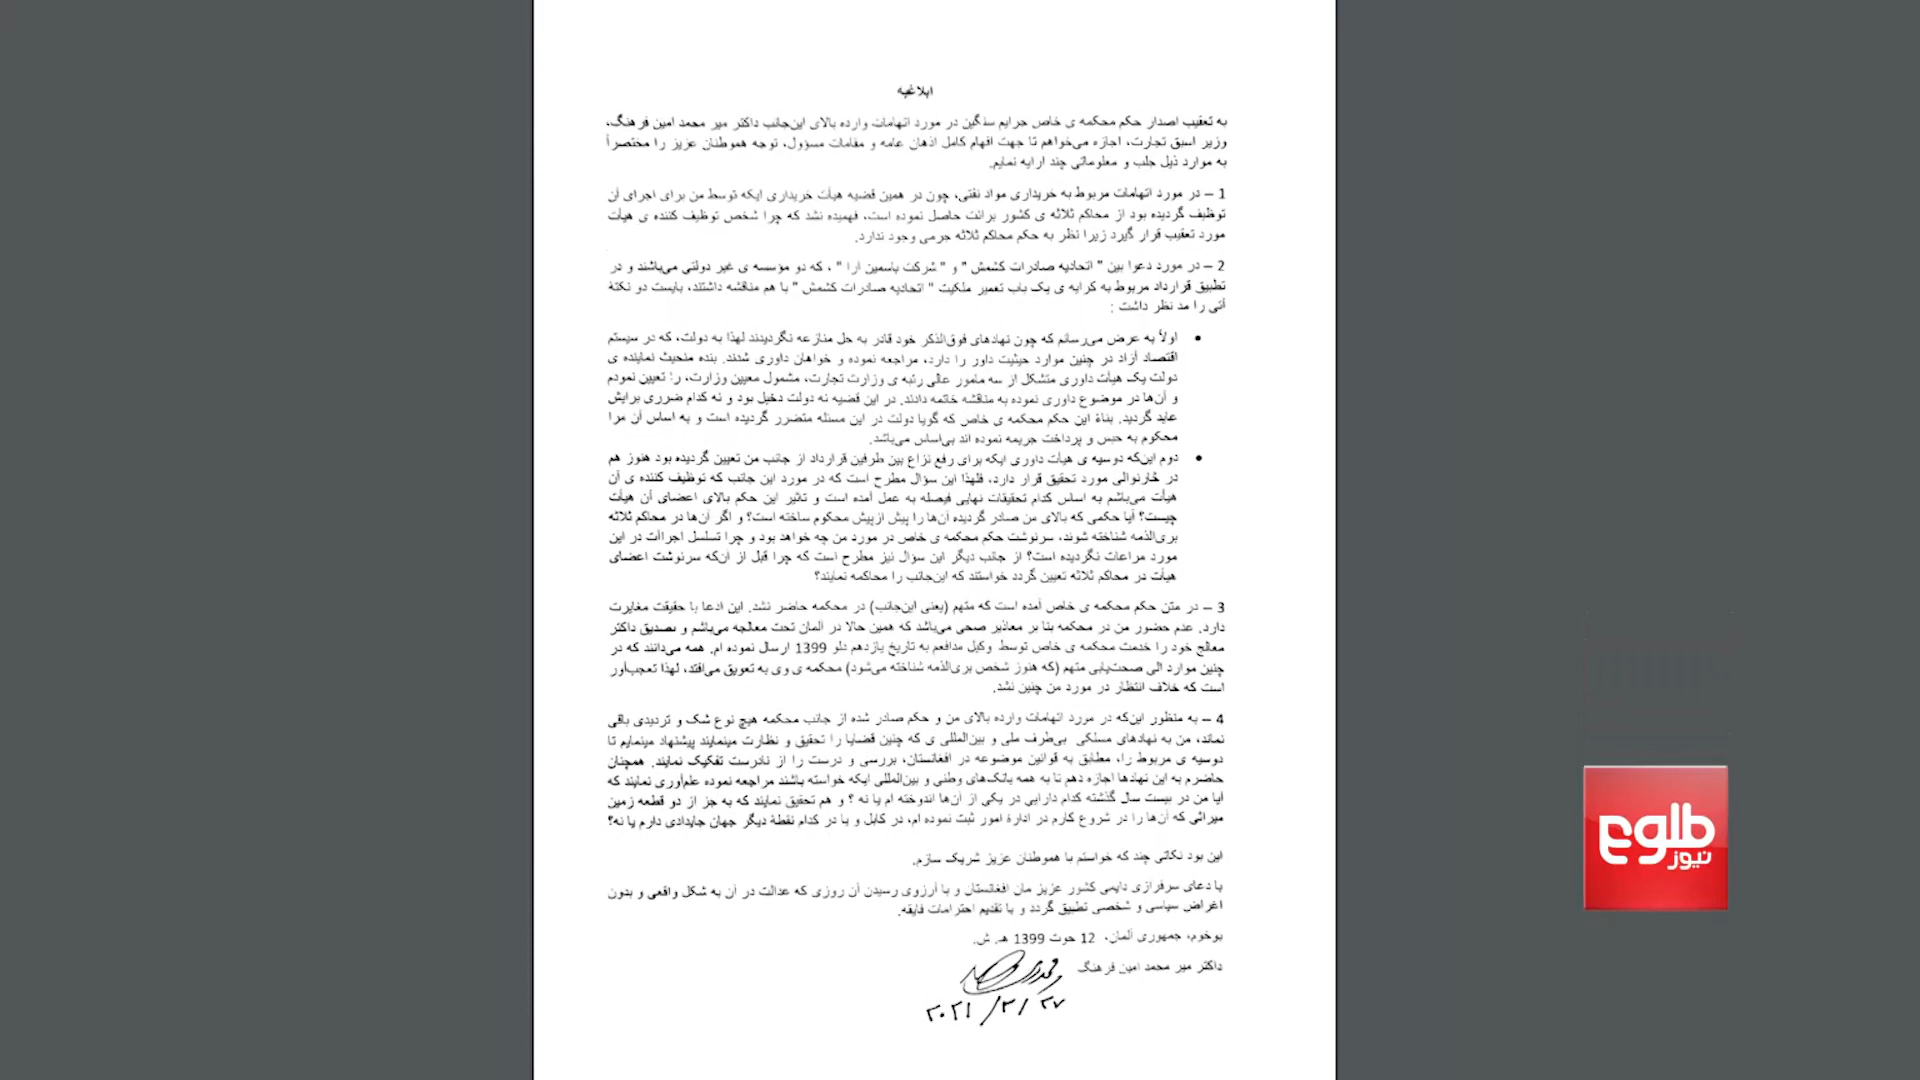 ابلاغیه
به تعقیب اصدار حکم محکمه ی خاص جرایم سنگین در مورد اتهامات وارده بالای این‌جانب داکتر میر محمد امین فرهنگ،
وزیر اسبق تجارت، اجازه می‌خواهم تا جهت افهام کامل اذهان عامه و مقامات مسؤول، توجه هموطنان عزیز را مختصراً
به موارد ذیل جلب و معلوماتی چند ارایه نمایم.
1 – در مورد اتهامات مربوط به خریداری مواد نفتی، چون در همین قضیه هیأت خریداری ایکه توسط من برای اجرای آن
توظیف گردیده بود از محاکم ثلاثه ی کشور برائت حاصل نموده است، فهمیده نشد که چرا شخص توظیف کننده ی هیأت
مورد تعقیب قرار گیرد زیرا نظر به حکم محاکم ثلاثه جرمی وجود ندارد.
2 – در مورد دعوا بین " اتحادیه صادرات کشمش " و " شرکت یاسمین ارا " ، که دو مؤسسه ی غیر دولتی می‌باشند و در
تطبیق قرارداد مربوط به کرایه ی یک باب تعمیر ملکیت " اتحادیه صادرات کشمش " با هم مناقشه داشتند، بایست دو نکتهٔ
آتی را مد نظر داشت :
• اولاً به عرض می‌رسانم که چون نهادهای فوق‌الذکر خود قادر به حل منازعه نگردیدند لهذا به دولت، که در سیستم
اقتصاد آزاد در چنین موارد حیثیت داور را دارد، مراجعه نموده و خواهان داوری شدند. بنده منحیث نماینده ی
دولت یک هیأت داوری متشکل از سه مامور عالی رتبه ی وزارت تجارت، مشمول معیین وزارت، را تعیین نمودم
و آن‌ها در موضوع داوری نموده به مناقشه خاتمه دادند. در این قضیه نه دولت دخیل بود و نه کدام ضرری برایش
عاید گردید. بناءً این حکم محکمه ی خاص که گویا دولت در این مسئله متضرر گردیده است و به اساس آن مرا
محکوم به حبس و پرداخت جریمه نموده اند بی‌اساس می‌باشد.
• دوم این‌که دوسیه ی هیأت داوری ایکه برای رفع نزاع بین طرفین قرارداد از جانب من تعیین گردیده بود هنوز هم
در څارنوالی مورد تحقیق قرار دارد، فلهذا این سؤال مطرح است که در مورد این جانب که توظیف کننده ی آن
هیأت می‌باشم به اساس کدام تحقیقات نهایی فیصله به عمل آمده است و تاثیر این حکم بالای اعضای آن هیأت
چیست؟ آیا حکمی که بالای من صادر گردیده آن‌ها را پیش ازپیش محکوم ساخته است؟ و اگر آن‌ها در محاکم ثلاثه
بری‌الذمه شناخته شوند، سرنوشت حکم محکمه ی خاص در مورد من چه خواهد بود و چرا تسلسل اجراات در این
مورد مراعات نگردیده است؟ از جانب دیگر این سؤال نیز مطرح است که چرا قبل از آن‌که سرنوشت اعضای
هیأت در محاکم ثلاثه تعیین گردد خواستند که این‌جانب را محاکمه نمایند؟
3 – در متن حکم محکمه ی خاص آمده است که متهم (یعنی این‌جانب) در محکمه حاضر نشد. این ادعا با حقیقت مغایرت
دارد. عدم حضور من در محکمه بنا بر معاذیر صحی می‌باشد که همین حالا در آلمان تحت معالجه می‌باشم و تصدیق داکتر
معالج خود را خدمت محکمه ی خاص توسط وکیل مدافعم به تاریخ یازدهم دلو 1399 ارسال نموده ام. همه می‌دانند که در
چنین موارد الی صحت‌یابی متهم (که هنوز شخص بری‌الذمه شناخته می‌شود) محکمه ی وی به تعویق می‌افتد، لهذا تعجب‌آور
است که خلاف انتظار در مورد من چنین نشد.
4 – به منظور این‌که در مورد اتهامات وارده بالای من و حکم صادر شده از جانب محکمه هیچ نوع شک و تردیدی باقی
نماند، من به نهادهای مسلکی بی‌طرف ملی و بین‌المللی ی که چنین قضایا را تحقیق و نظارت مینمایند پیشنهاد مینمایم تا
دوسیه ی مربوط را، مطابق به قوانین موضوعه در افغانستان، بررسی و درست را از نادرست تفکیک نمایند. همچنان
حاضرم به این نهادها اجازه دهم تا به همه بانک‌های وطنی و بین‌المللی ایکه خواسته باشند مراجعه نموده علم‌آوری نمایند که
آیا من در بیست سال گذشته کدام دارایی در یکی از آن‌ها اندوخته ام یا نه ؟ و هم تحقیق نمایند که به جز از دو قطعه زمین
میراثی که آن‌ها را در شروع کارم در ادارهٔ امور ثبت نموده ام، در کابل و یا در کدام نقطهٔ دیگر جهان جایدادی دارم یا نه؟
این بود نکاتی چند که خواستم با هموطنان عزیز شریک سازم.
با دعای سرفرازی دایمی کشور عزیز مان افغانستان و با آرزوی رسیدن آن روزی که عدالت در آن به شکل واقعی و بدون
اغراض سیاسی و شخصی تطبیق گردد و با تقدیم احترامات فایقه.
بوخوم، جمهوری آلمان، 12 حوت 1399 هـ. ش.
داکتر میر محمد امین فرهنگ
۲۰۲۱/۳/۲۷
طلوع
نیوز